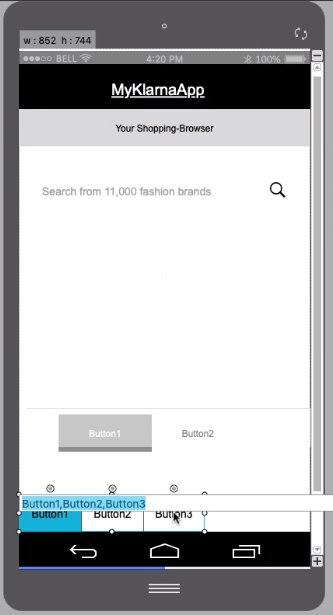 w : 852 h : 744
BELL 4:20 PM 100%
MyKlarnaApp
Your Shopping-Browser
Search from 11,000 fashion brands
Button1 Button2
Button1,Button2,Button3
Button1 Button2 Button3